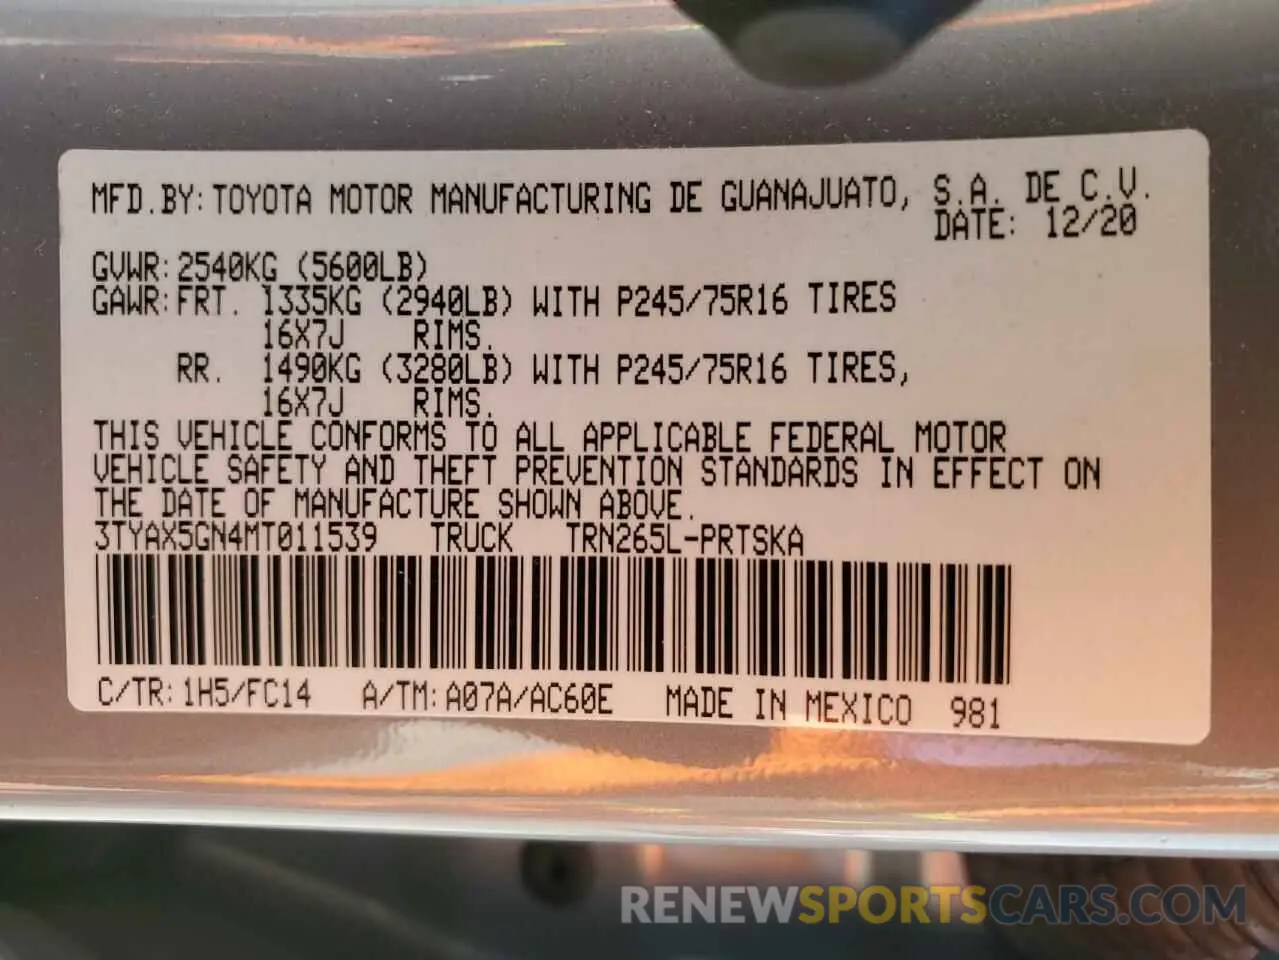 MFD.BY:TOYOTA MOTOR MANUFACTURING DE GUANAJUATO, S.A. DE C.V.
DATE: 12/20
GVWR:2540KG (5600LB)
GAWR:FRT. 1335KG (2940LB) WITH P245/75R16 TIRES
16X7J RIMS.
RR. 1490KG (3280LB) WITH P245/75R16 TIRES,
16X7J RIMS.
THIS VEHICLE CONFORMS TO ALL APPLICABLE FEDERAL MOTOR
VEHICLE SAFETY AND THEFT PREVENTION STANDARDS IN EFFECT ON
THE DATE OF MANUFACTURE SHOWN ABOVE.
3TYAX5GN4MT011539 TRUCK TRN265L-PRTSKA
C/TR:1H5/FC14 A/TM:A07A/AC60E MADE IN MEXICO 981
RENEWSPORTSCARS.COM